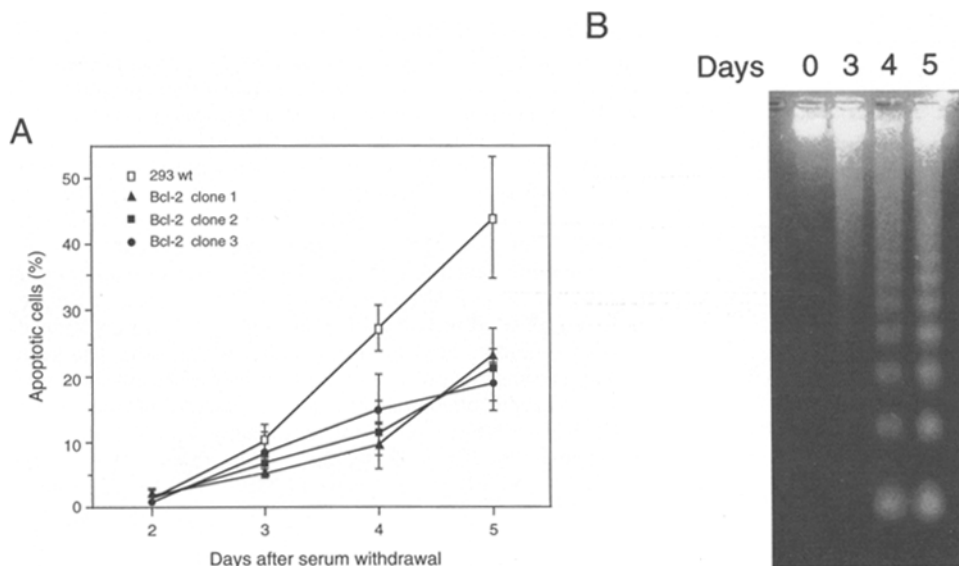 A
50
40
30
20
10
0
293 wt
Bcl-2 clone 1
Bcl-2 clone 2
Bcl-2 clone 3
Apoptotic cells (%)
2 3 4 5
Days after serum withdrawal
B
Days 0 3 4 5